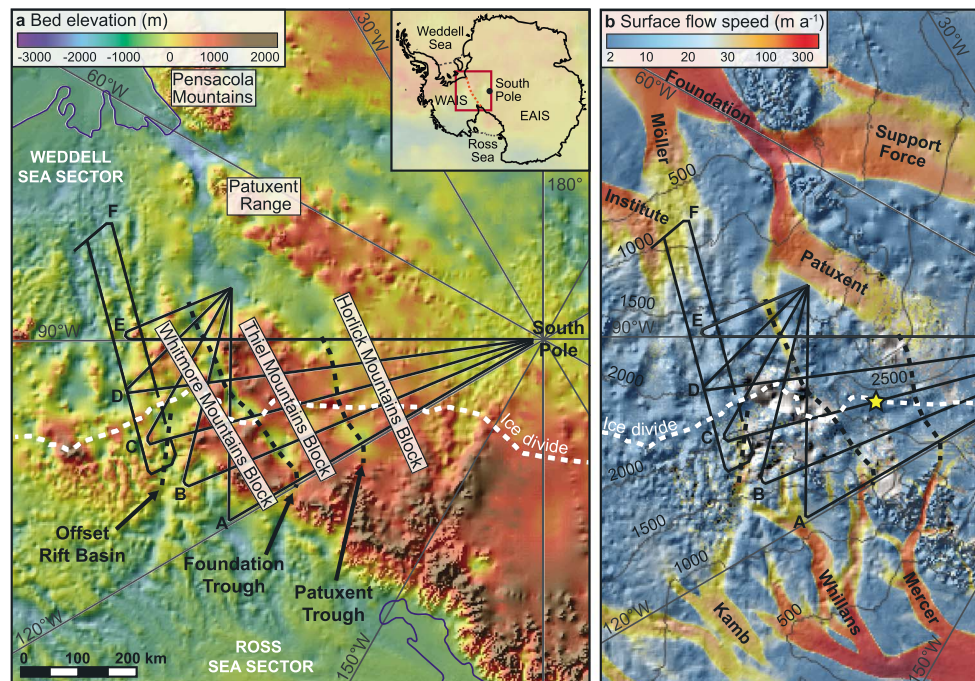 a Bed elevation (m)
-3000 -2000 -1000 0 1000 2000
Pensacola
Mountains
30°W
60°W
WEDDELL
SEA SECTOR
Patuxent
Range
Weddell
Sea
WAIS
South
Pole
EAIS
Ross
Sea
180°
F
E
90°W
D
C
B
A
Whitmore Mountains Block
Thiel Mountains Block
Horlick Mountains Block
South
Pole
Ice divide
Offset
Rift Basin
Foundation
Trough
Patuxent
Trough
120°W
150°W
ROSS
SEA SECTOR
0 100 200 km
b Surface flow speed (m a⁻¹)
2 10 20 30 100 300
30°W
60°W
Foundation
Möller
Support
Force
500
Institute
1000
F
Patuxent
1500
E
90°W
2000
D
2500
C
Ice divide
2000
B
A
1500
1000
Kamb
500
Whillans
Mercer
120°W
150°W